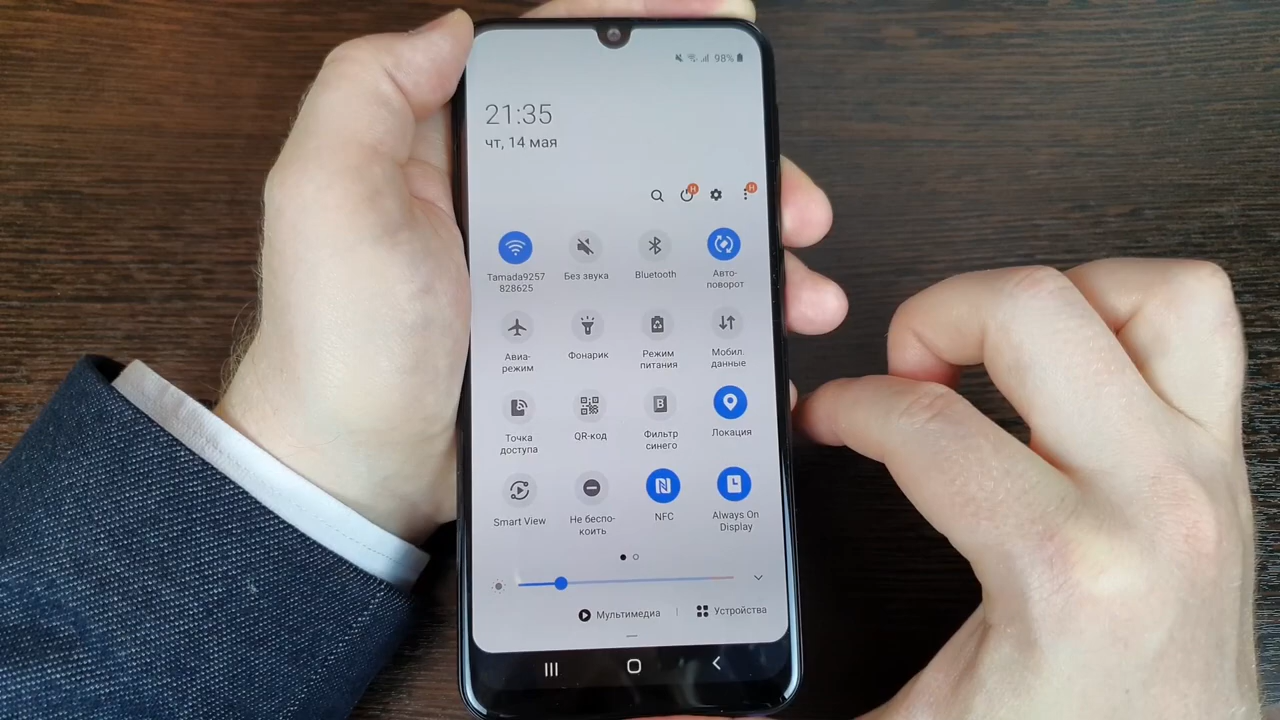 98%
21:35
чт, 14 мая
Н
Н
Tamada9257
828625
Без звука
Bluetooth
Авто-
поворот
Авиа-
режим
Фонарик
Режим
питания
Мобил.
данные
Точка
доступа
QR-код
B
Фильтр
синего
Локация
Smart View
Не беспо-
коить
NFC
Always On
Display
Мультимедиа
Устройства